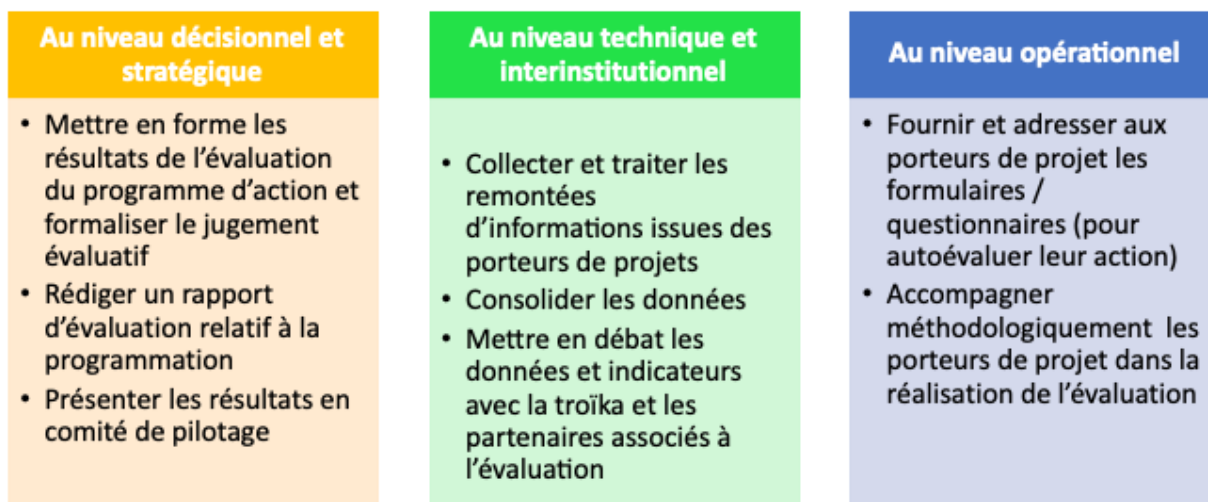 Au niveau décisionnel et
stratégique
• Mettre en forme les
résultats de l’évaluation
du programme d’action et
formaliser le jugement
évaluatif
• Rédiger un rapport
d’évaluation relatif à la
programmation
• Présenter les résultats en
comité de pilotage
Au niveau technique et
interinstitutionnel
• Collecter et traiter les
remontées
d’informations issues des
porteurs de projets
• Consolider les données
• Mettre en débat les
données et indicateurs
avec la troïka et les
partenaires associés à
l’évaluation
Au niveau opérationnel
• Fournir et adresser aux
porteurs de projet les
formulaires /
questionnaires (pour
autoévaluer leur action)
• Accompagner
méthodologiquement les
porteurs de projet dans la
réalisation de l’évaluation